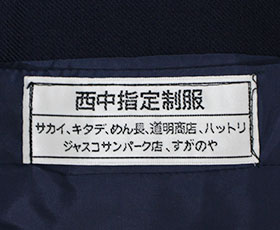 西中指定制服
サカイ、キタデ、めん長、道明商店、ハットリ
ジャスコサンパーク店、すがのや